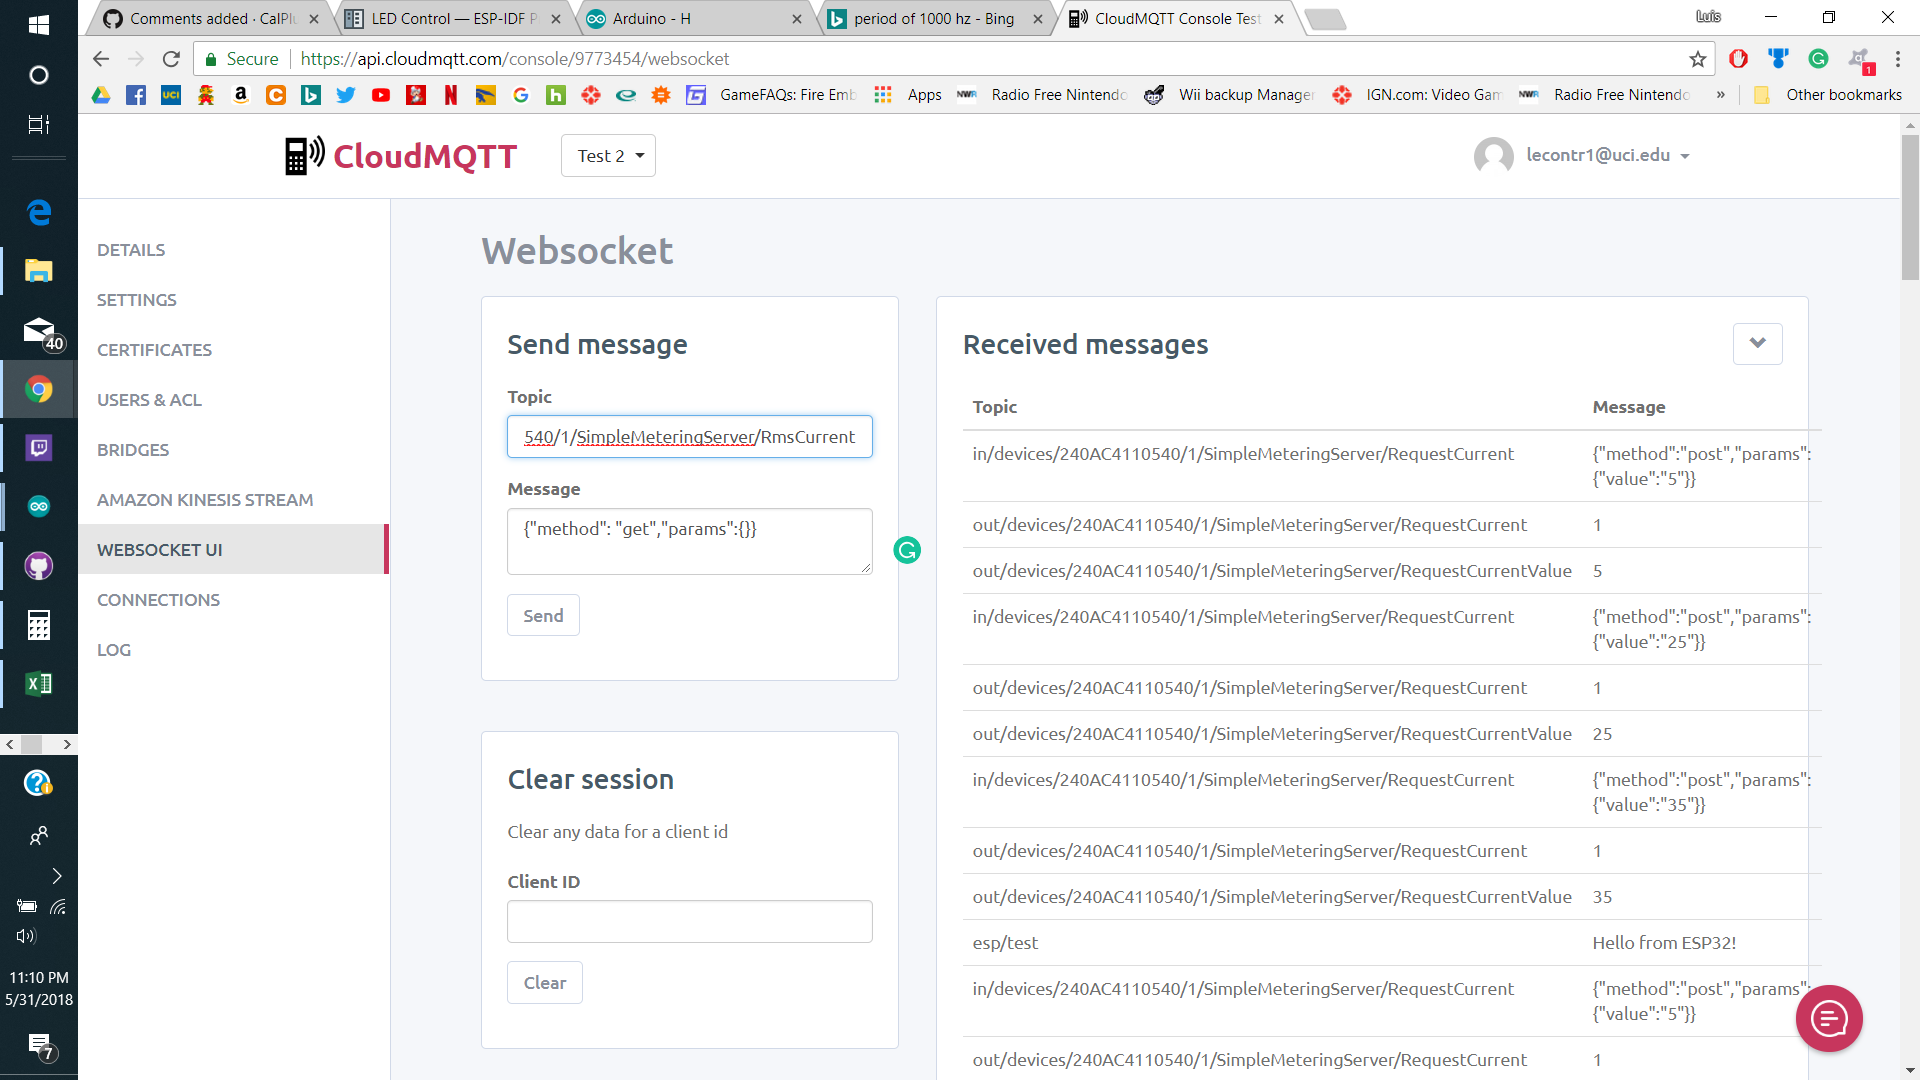 Comments added · CalPlu
LED Control — ESP-IDF P
Arduino - H
period of 1000 hz - Bing
CloudMQTT Console Test
Luis
Secure
https://api.cloudmqtt.com/console/9773454/websocket
1
UCI
GameFAQs: Fire Emb
Apps
Radio Free Nintendo
Wii backup Manager
IGN.com: Video Gam
Radio Free Nintendo
»
Other bookmarks
CloudMQTT
Test 2
lecontr1@uci.edu
DETAILS
SETTINGS
CERTIFICATES
USERS & ACL
BRIDGES
AMAZON KINESIS STREAM
WEBSOCKET UI
CONNECTIONS
LOG
Websocket
Send message
Topic
540/1/SimpleMeteringServer/RmsCurrent
Message
{"method": "get","params":{}}
Send
Clear session
Clear any data for a client id
Client ID
Clear
Received messages
Topic Message
in/devices/240AC4110540/1/SimpleMeteringServer/RequestCurrent {"method":"post","params":
{"value":"5"}}
out/devices/240AC4110540/1/SimpleMeteringServer/RequestCurrent 1
out/devices/240AC4110540/1/SimpleMeteringServer/RequestCurrentValue 5
in/devices/240AC4110540/1/SimpleMeteringServer/RequestCurrent {"method":"post","params":
{"value":"25"}}
out/devices/240AC4110540/1/SimpleMeteringServer/RequestCurrent 1
out/devices/240AC4110540/1/SimpleMeteringServer/RequestCurrentValue 25
in/devices/240AC4110540/1/SimpleMeteringServer/RequestCurrent {"method":"post","params":
{"value":"35"}}
out/devices/240AC4110540/1/SimpleMeteringServer/RequestCurrent 1
out/devices/240AC4110540/1/SimpleMeteringServer/RequestCurrentValue 35
esp/test Hello from ESP32!
in/devices/240AC4110540/1/SimpleMeteringServer/RequestCurrent {"method":"post","params":
{"value":"5"}}
out/devices/240AC4110540/1/SimpleMeteringServer/RequestCurrent 1
40
11:10 PM
5/31/2018
7